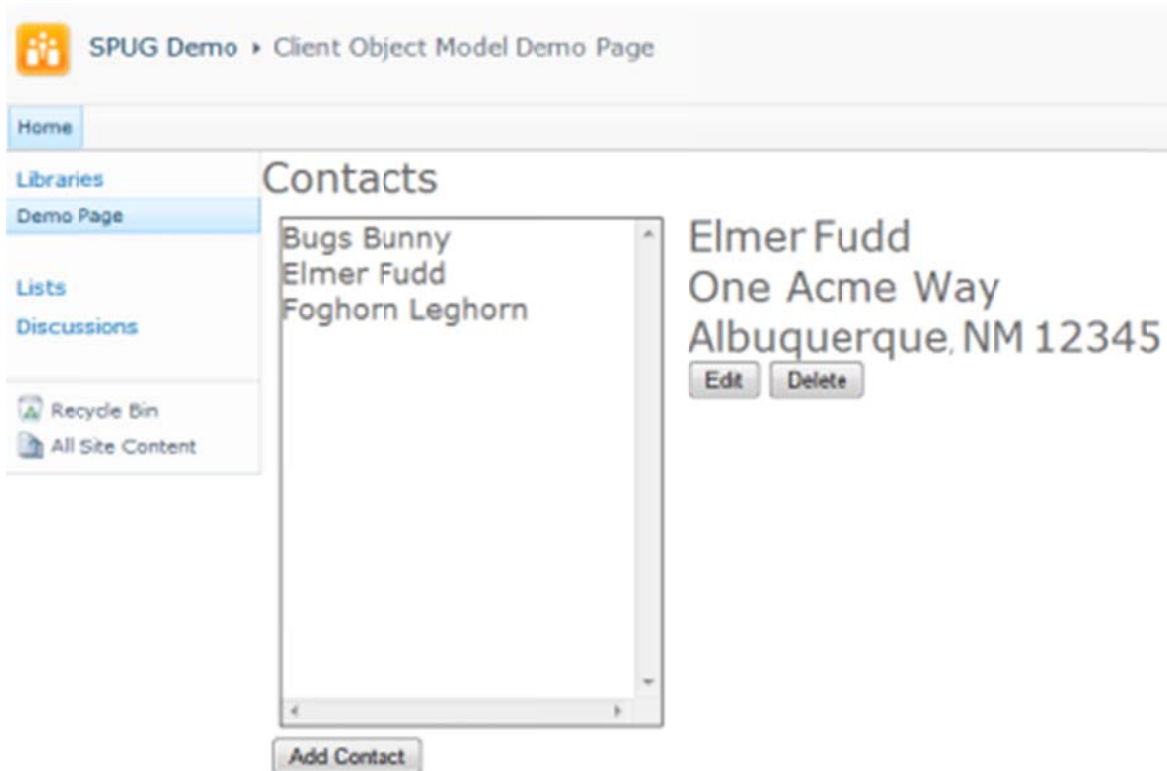 SPUG Demo ▸ Client Object Model Demo Page
Home
Libraries
Demo Page
Lists
Discussions
Recycle Bin
All Site Content
Contacts
Bugs Bunny
Elmer Fudd
Foghorn Leghorn
Add Contact
Elmer Fudd
One Acme Way
Albuquerque, NM 12345
Edit Delete